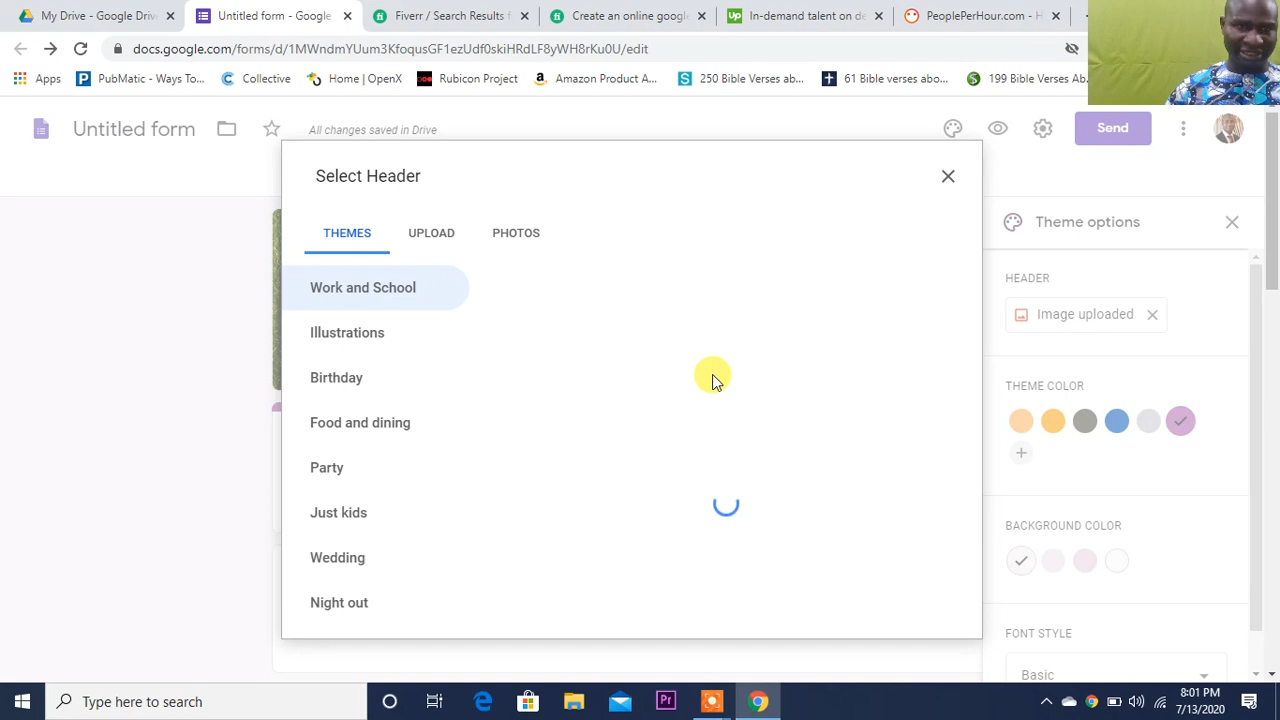 My Drive - Google Drive
Untitled form - Google
Fiverr / Search Results f
Create an online google
Up
In-demand talent on de
PeoplePerHour.com - H
docs.google.com/forms/d/1MWndmYUum3KfoqusGF1ezUdf0skiHRdLF8yWH8rKu0U/edit
Apps
PubMatic - Ways To...
Collective
Home | OpenX
Rubicon Project
Amazon Product A...
250 Bible Verses ab...
61 Bible verses abo...
199 Bible Verses Ab
Untitled form
All changes saved in Drive
Send
Select Header
THEMES
UPLOAD
PHOTOS
Work and School
Illustrations
Birthday
Food and dining
Party
Just kids
Wedding
Night out
Theme options
HEADER
Image uploaded
THEME COLOR
BACKGROUND COLOR
FONT STYLE
Basic
Type here to search
Pr
8:01 PM
7/13/2020